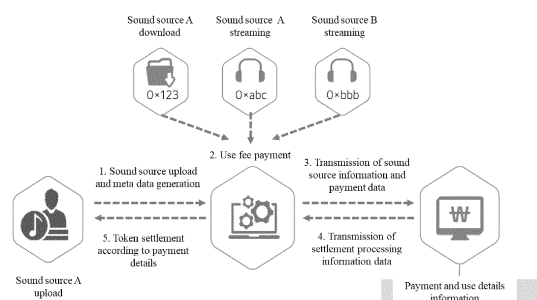 Sound source A
download
Sound source A
streaming
Sound source B
streaming
0×123
0×abc
0×bbb
2. Use fee payment
1. Sound source upload
and meta data generation
3. Transmission of sound
source information and
payment data
5. Token settlement
according to payment
details
4. Transmission of
settlement processing
information data
₩
Sound source A
upload
Payment and use details
information